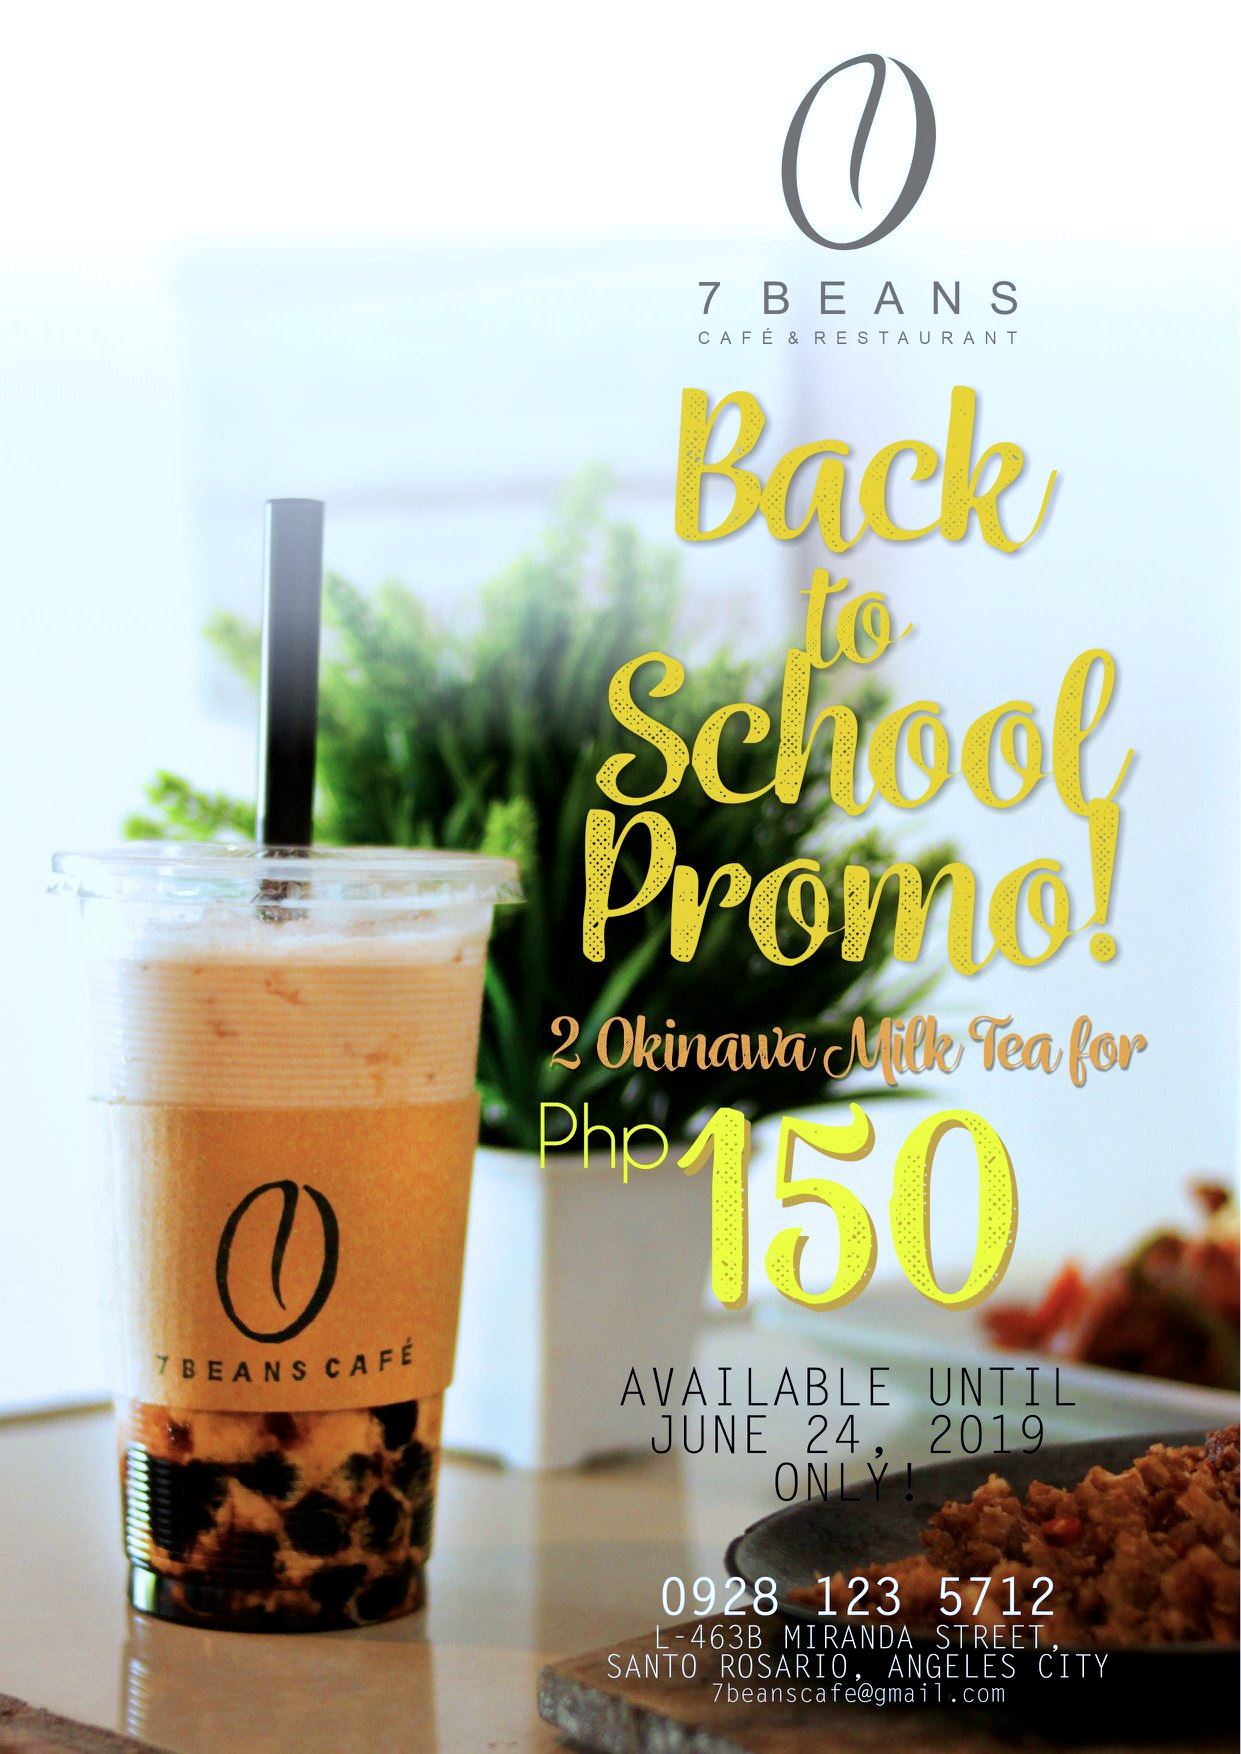 7 BEANS
CAFÉ & RESTAURANT
Back
to
School
Promo!
2 Okinawa Milk Tea for
Php 150
7 BEANS CAFÉ
AVAILABLE UNTIL
JUNE 24, 2019
ONLY!
0928 123 5712
L-463B MIRANDA STREET,
SANTO ROSARIO, ANGELES CITY
7beanscafe@gmail.com